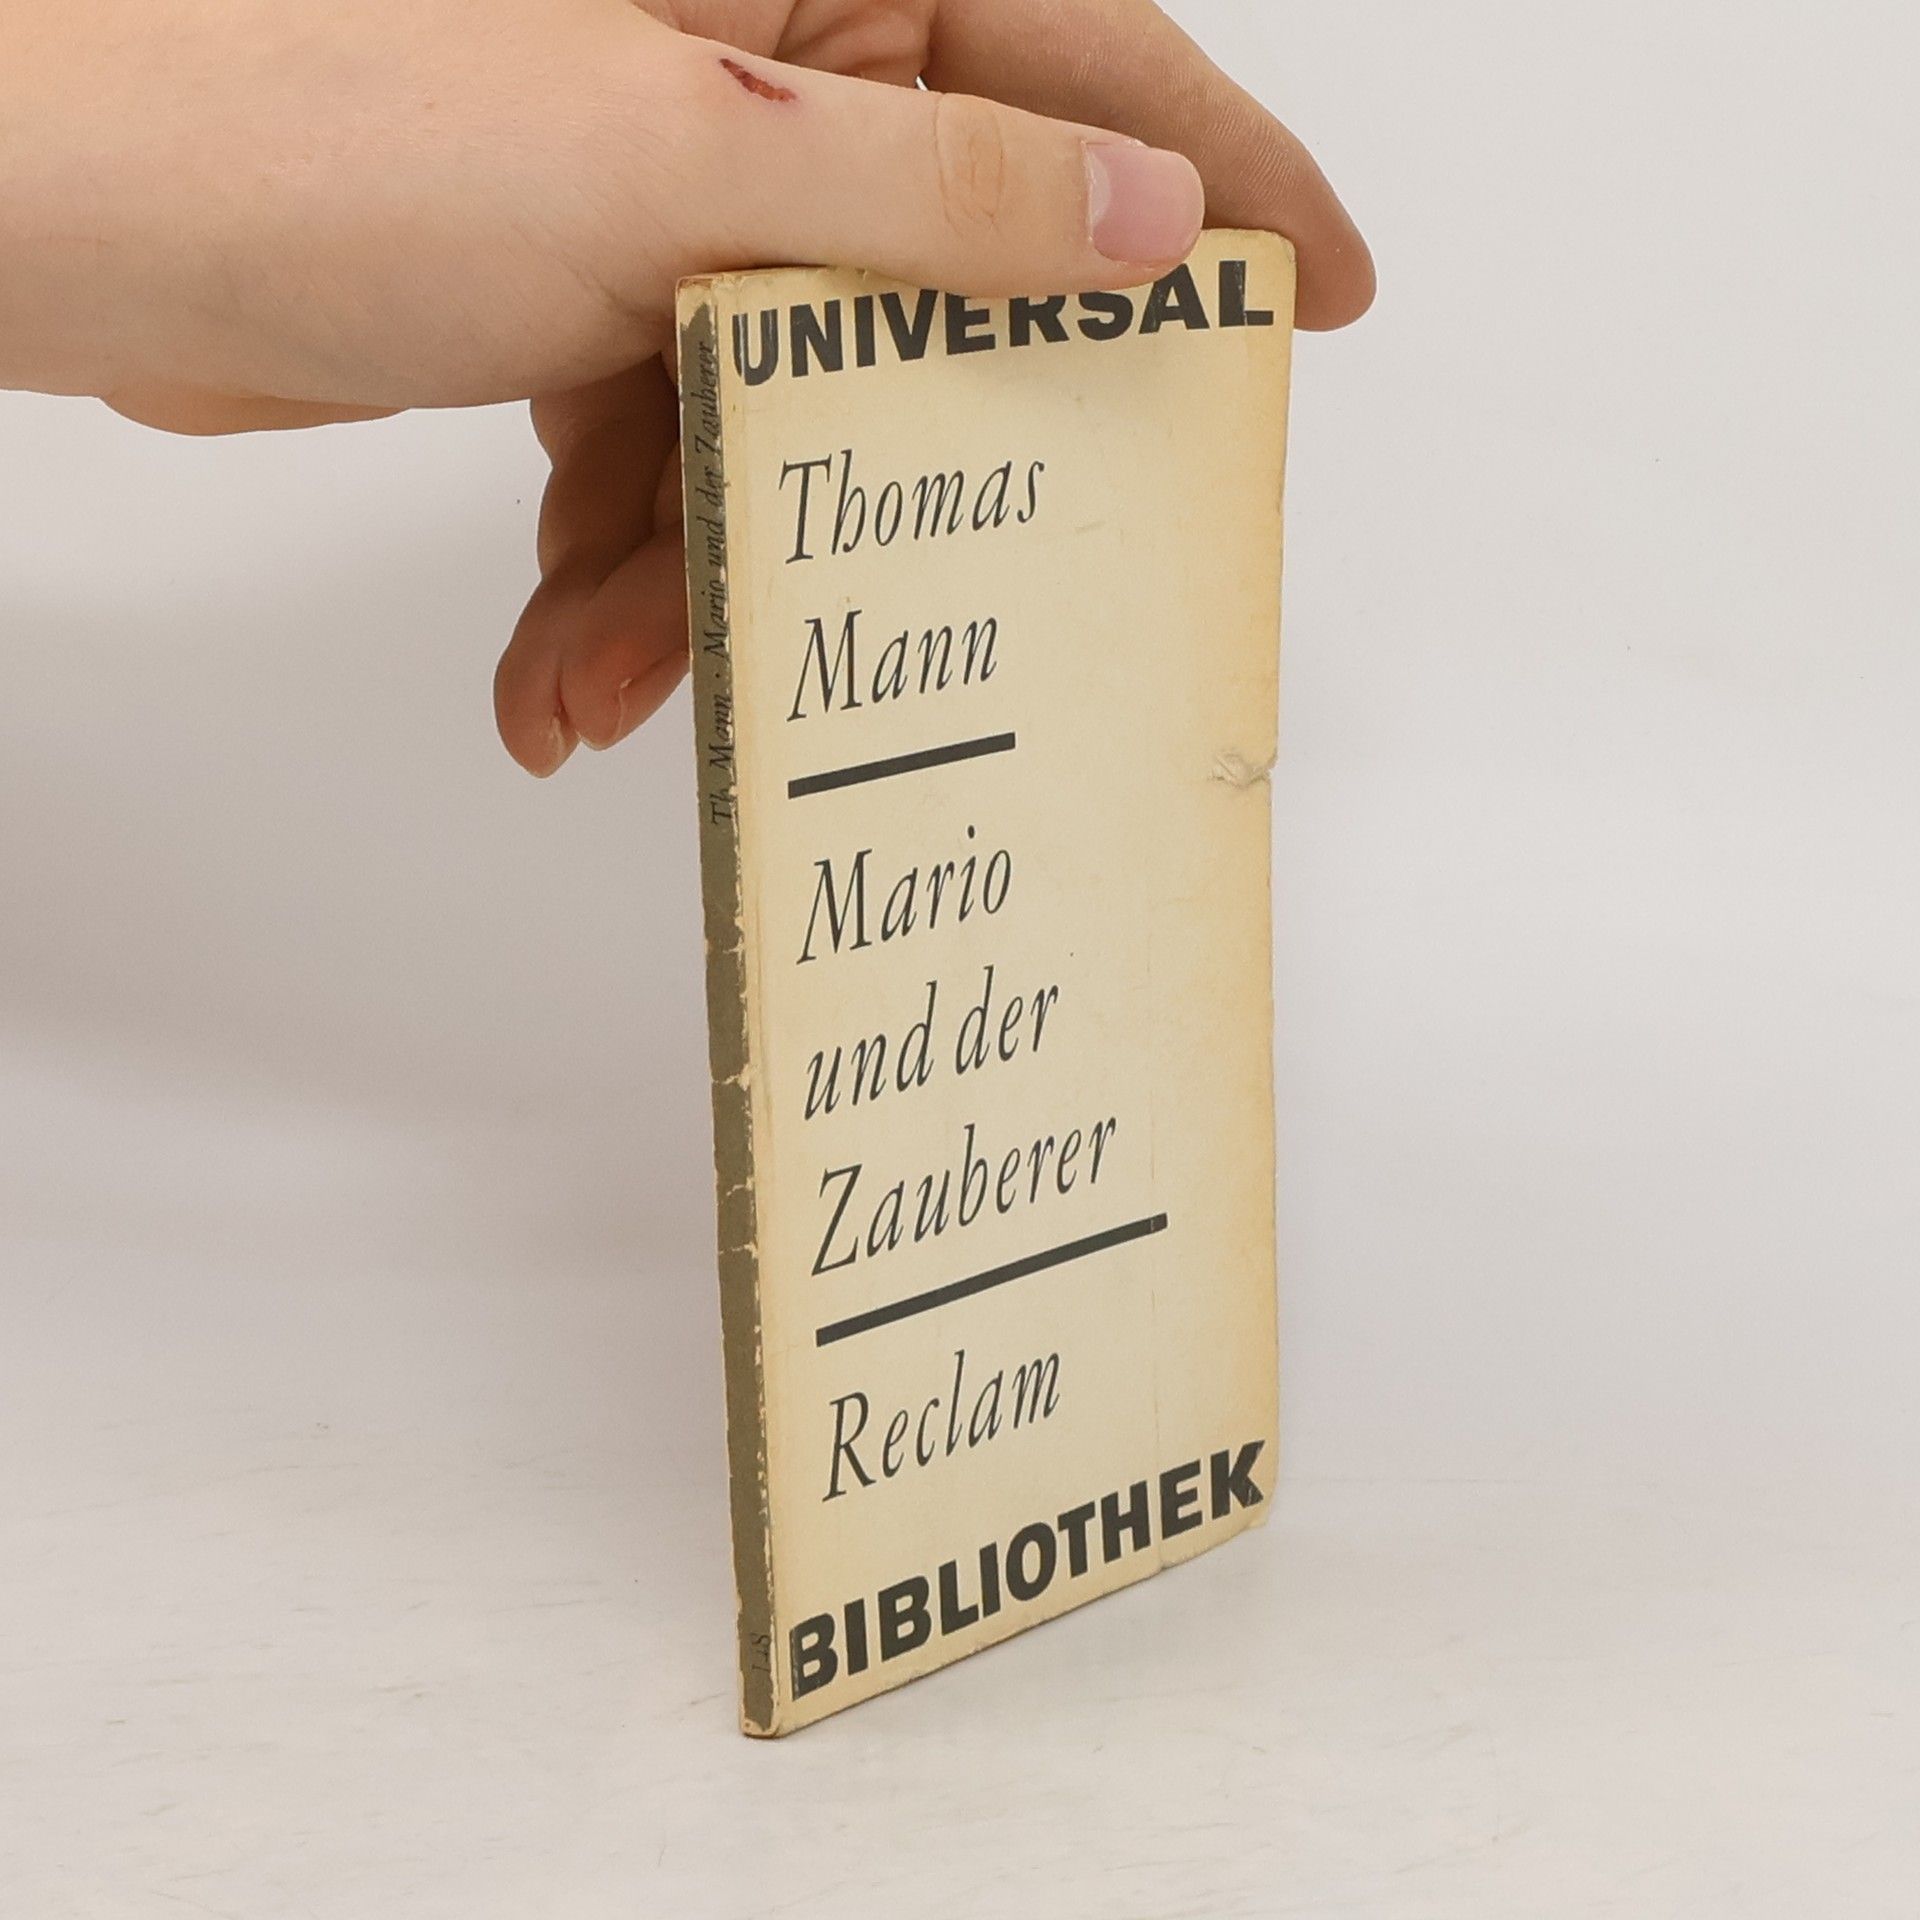 UNIVERSAL
Thomas
Mann
Mario
und der
Zauberer
Reclam
BIBLIOTHEK
Th. Mann · Mario und der Zauberer